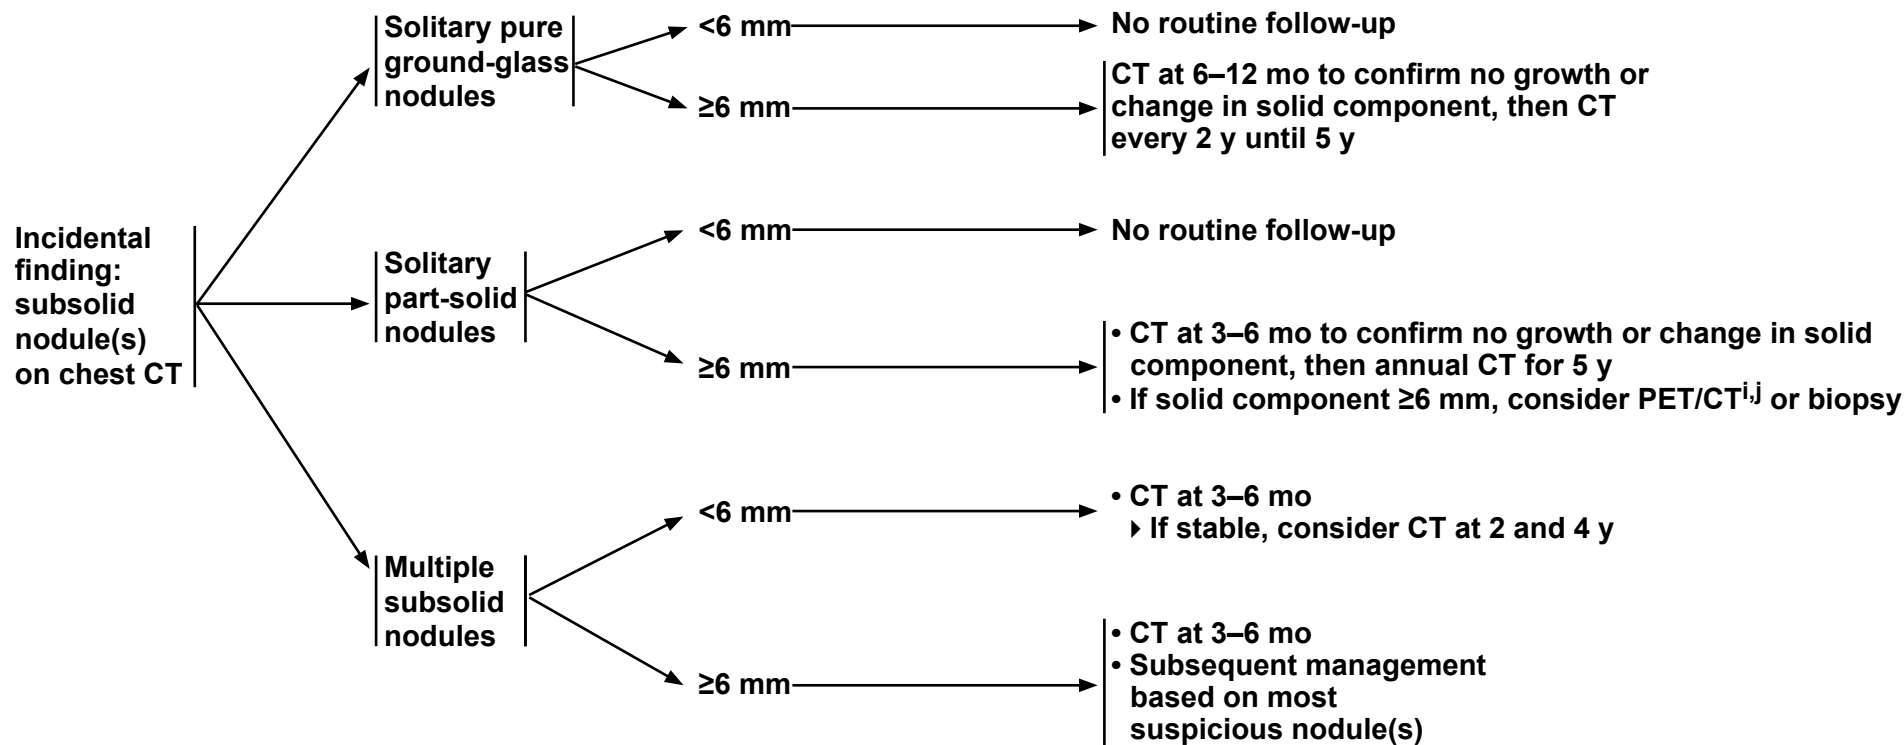 Incidental
finding:
subsolid
nodule(s)
on chest CT
Solitary pure
ground-glass
nodules
<6 mm
No routine follow-up
≥6 mm
CT at 6–12 mo to confirm no growth or
change in solid component, then CT
every 2 y until 5 y
Solitary
part-solid
nodules
<6 mm
No routine follow-up
≥6 mm
• CT at 3–6 mo to confirm no growth or change in solid
component, then annual CT for 5 y
• If solid component ≥6 mm, consider PET/CTi,j or biopsy
Multiple
subsolid
nodules
<6 mm
• CT at 3–6 mo
‣ If stable, consider CT at 2 and 4 y
≥6 mm
• CT at 3–6 mo
• Subsequent management
based on most
suspicious nodule(s)